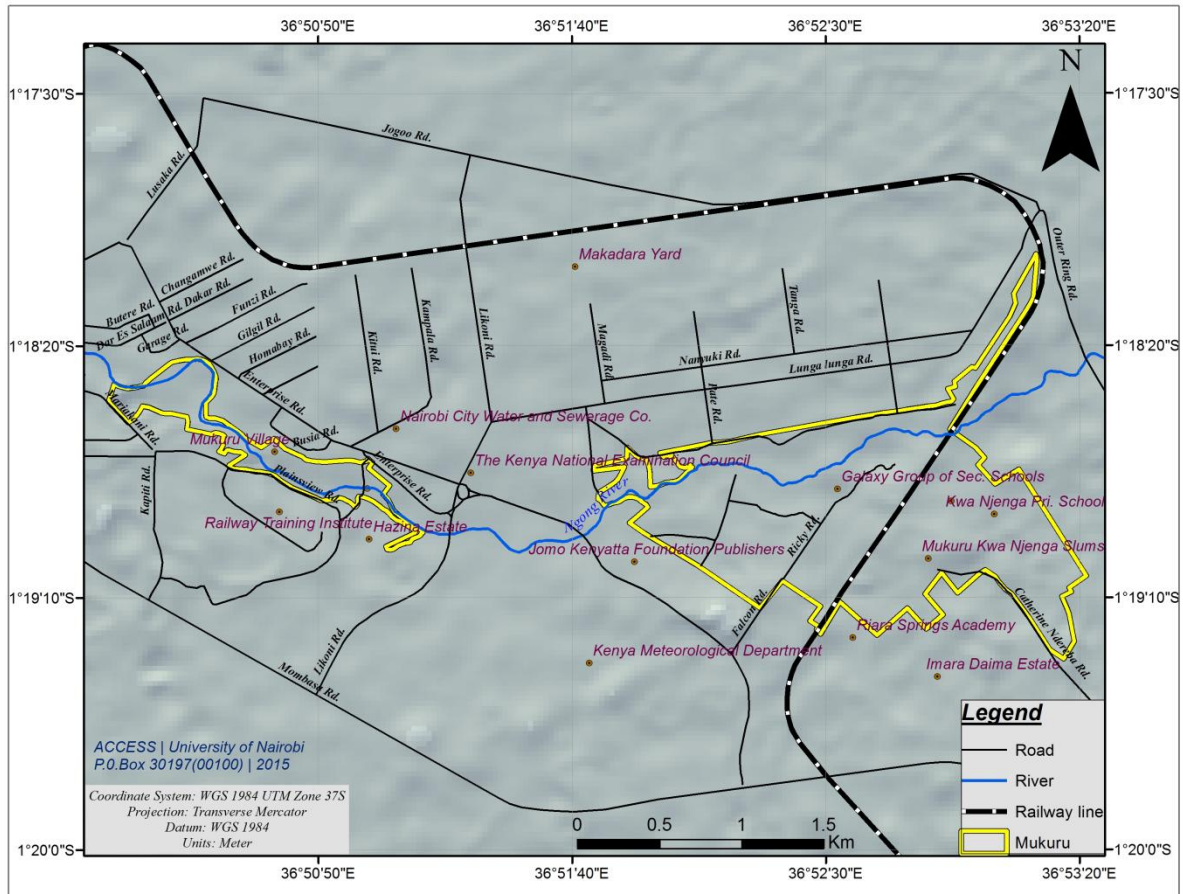 36°50'50"E
36°51'40"E
36°52'30"E
36°53'20"E
N
1°17'30"S
1°17'30"S
Jogoo Rd.
Lusaka Rd.
Outer Ring Rd.
Makadara Yard
Changamwe Rd.
Butere Rd.
Dar Es Salaam Rd.
Dakar Rd.
Funzi Rd.
Garage Rd.
Gilgil Rd.
Homabay Rd.
Kitui Rd.
Kampala Rd.
Likoni Rd.
Magadi Rd.
Tanga Rd.
Nanyuki Rd.
Lunga lunga Rd.
1°18'20"S
1°18'20"S
Enterprise Rd.
Pate Rd.
Mariakani Rd.
Nairobi City Water and Sewerage Co.
Mukuru Village
Busia Rd.
Enterprise Rd.
The Kenya National Examination Council
Kapiti Rd.
Plainsview Rd.
Galaxy Group of Sec. Schools
Kwa Njenga Pri. School
Ngong River
Railway Training Institute
Hazina Estate
Ricky Rd.
Jomo Kenyatta Foundation Publishers
Mukuru Kwa Njenga Slums
1°19'10"S
1°19'10"S
Falcon Rd.
Catherine Ndereba Rd.
Riara Springs Academy
Likoni Rd.
Kenya Meteorological Department
Imara Daima Estate
Mombasa Rd.
ACCESS | University of Nairobi
P.0.Box 30197(00100) | 2015
Coordinate System: WGS 1984 UTM Zone 37S
Projection: Transverse Mercator
Datum: WGS 1984
Units: Meter
0 0.5 1 1.5
Km
Legend
Road
River
Railway line
Mukuru
1°20'0"S
1°20'0"S
36°50'50"E
36°51'40"E
36°52'30"E
36°53'20"E